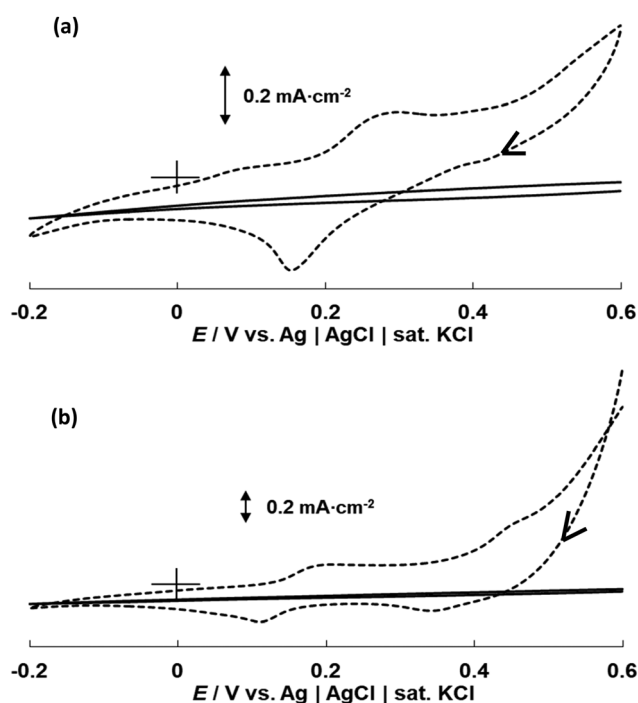 (a)
0.2 mA·cm⁻²
-0.2 0 0.2 0.4 0.6
E / V vs. Ag | AgCl | sat. KCl
(b)
0.2 mA·cm⁻²
-0.2 0 0.2 0.4 0.6
E / V vs. Ag | AgCl | sat. KCl